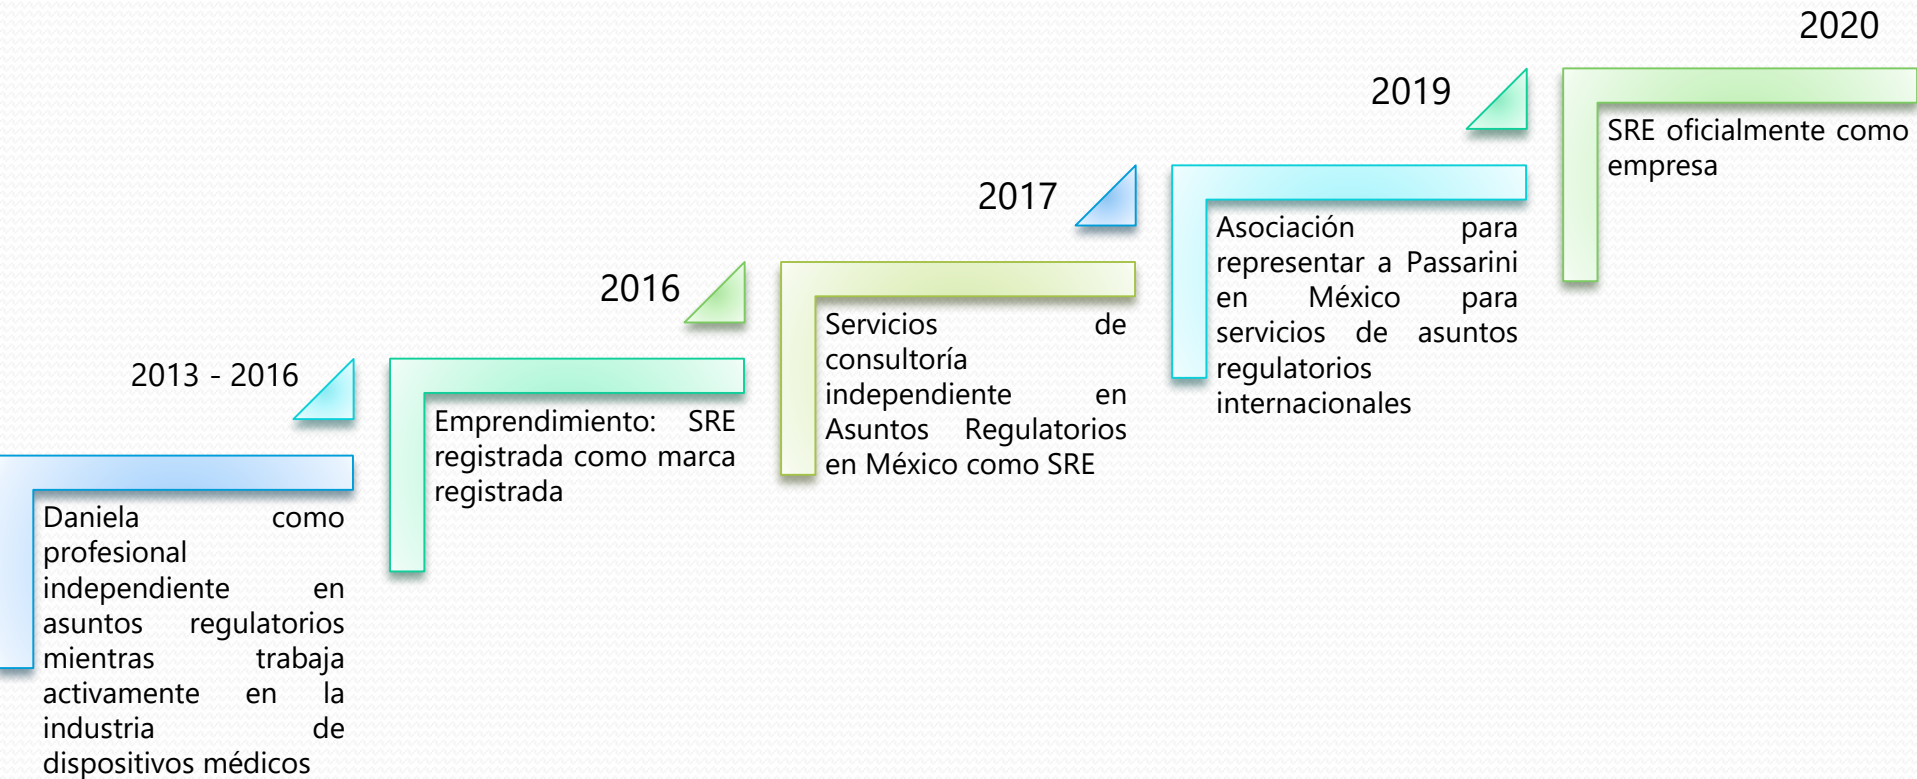 2013 - 2016
Daniela como
profesional
independiente en
asuntos regulatorios
mientras trabaja
activamente en la
industria de
dispositivos médicos
2016
Emprendimiento: SRE
registrada como marca
registrada
2017
Servicios de
consultoría
independiente en
Asuntos Regulatorios
en México como SRE
2019
Asociación para
representar a Passarini
en México para
servicios de asuntos
regulatorios
internacionales
2020
SRE oficialmente como
empresa